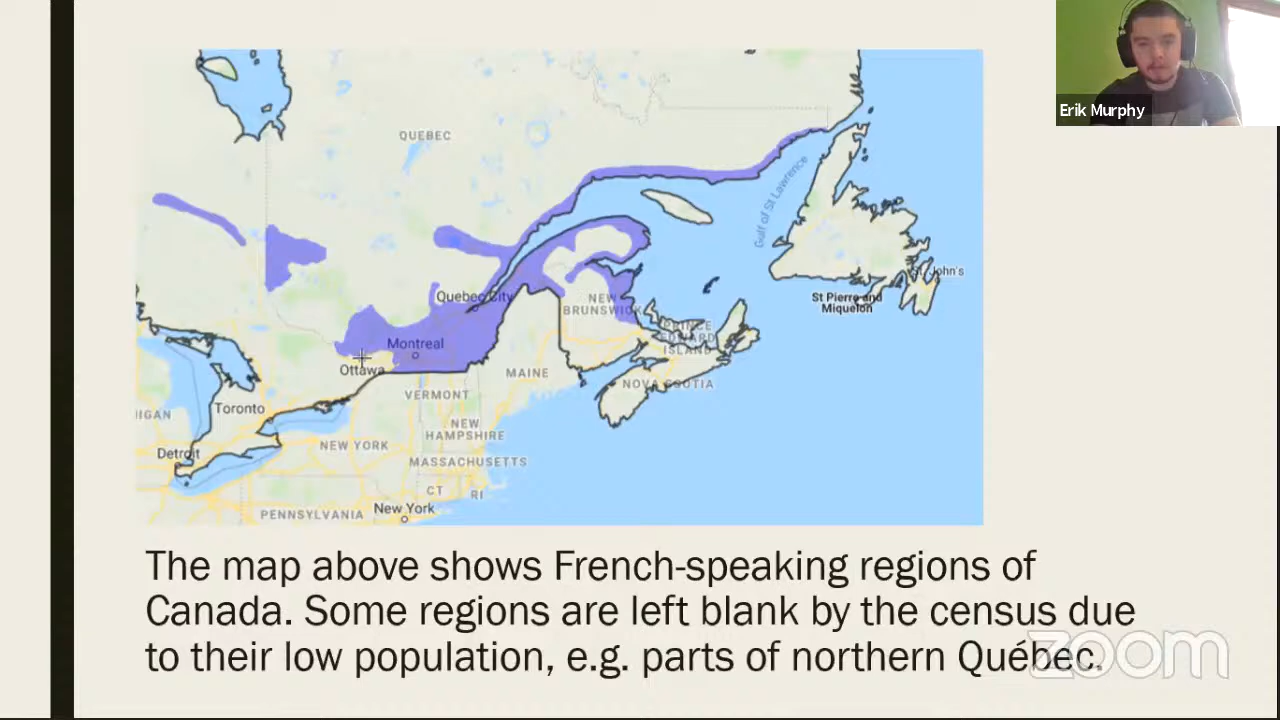 Erik Murphy
QUEBEC
Gulf of St Lawrence
St. John's
Quebec City
NEW
BRUNSWICK
St Pierre and
Miquelon
PRINCE
EDWARD
ISLAND
Montreal
Ottawa
MAINE
NOVA SCOTIA
VERMONT
IGAN
Toronto
NEW
HAMPSHIRE
NEW YORK
Detroit
MASSACHUSETTS
CT
RI
PENNSYLVANIA
New York
The map above shows French-speaking regions of
Canada. Some regions are left blank by the census due
to their low population, e.g. parts of northern Québec.
zoom